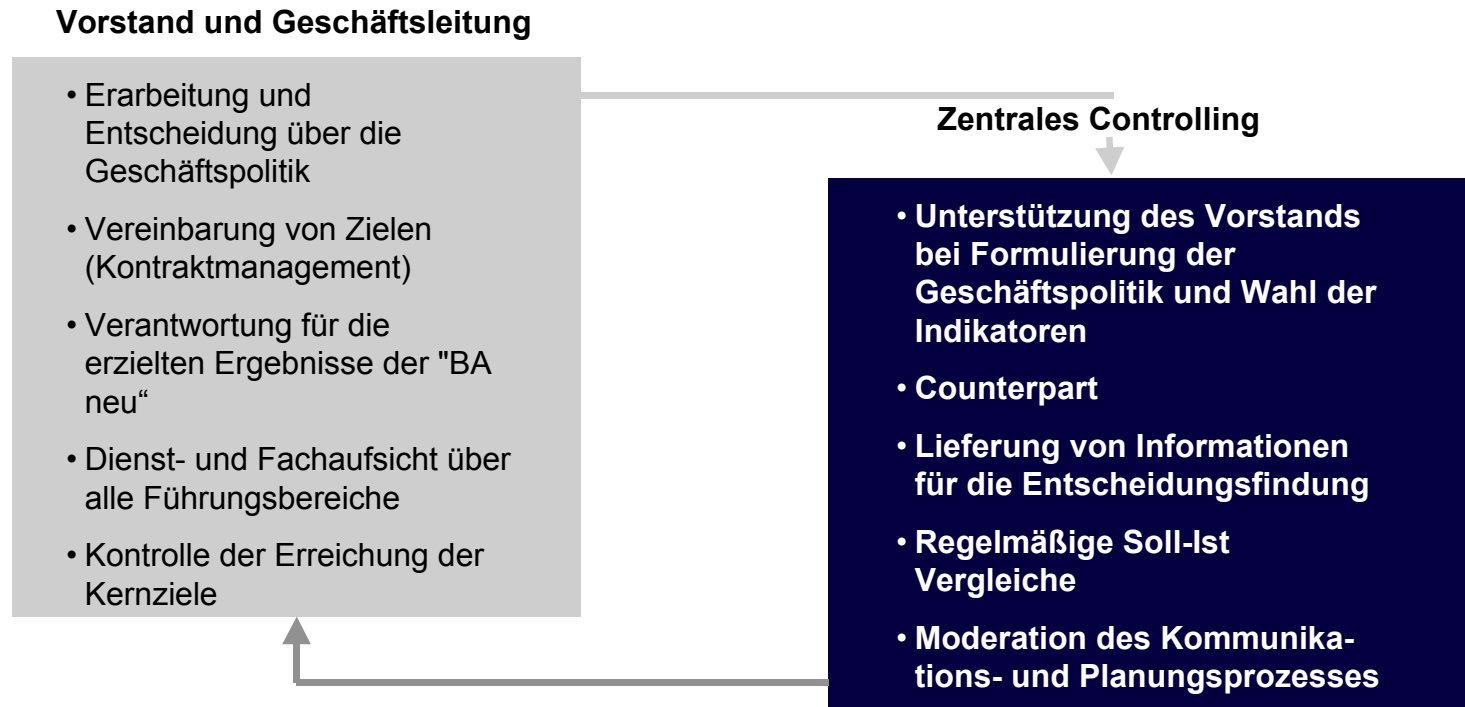 Vorstand und Geschäftsleitung
• Erarbeitung und
Entscheidung über die
Geschäftspolitik
• Vereinbarung von Zielen
(Kontraktmanagement)
• Verantwortung für die
erzielten Ergebnisse der "BA
neu“
• Dienst- und Fachaufsicht über
alle Führungsbereiche
• Kontrolle der Erreichung der
Kernziele
Zentrales Controlling
• Unterstützung des Vorstands
bei Formulierung der
Geschäftspolitik und Wahl der
Indikatoren
• Counterpart
• Lieferung von Informationen
für die Entscheidungsfindung
• Regelmäßige Soll-Ist
Vergleiche
• Moderation des Kommunika-
tions- und Planungsprozesses